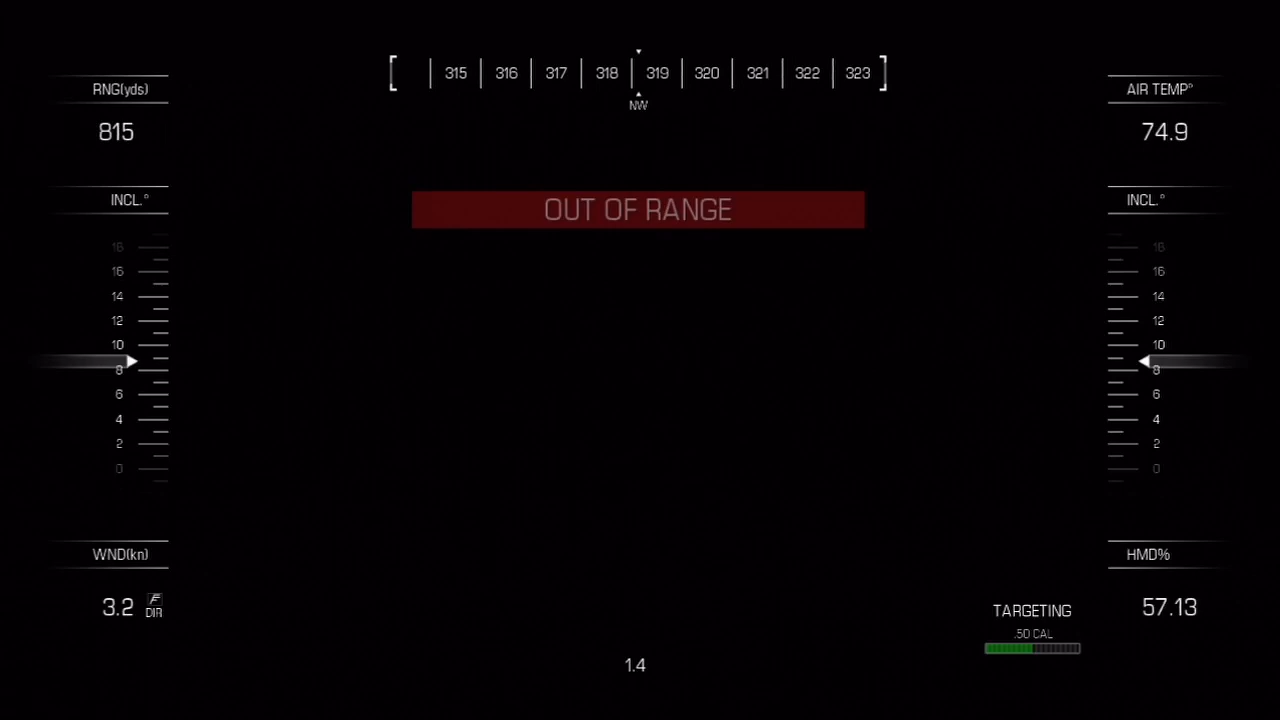 315 316 317 318 319 320 321 322 323
NW
RNG(yds)
815
AIR TEMP°
74.9
OUT OF RANGE
INCL.°
18
16
14
12
10
8
6
4
2
0
INCL.°
18
16
14
12
10
8
6
4
2
0
WND(kn)
3.2
F
DIR
HMD%
57.13
TARGETING
.50 CAL
1.4